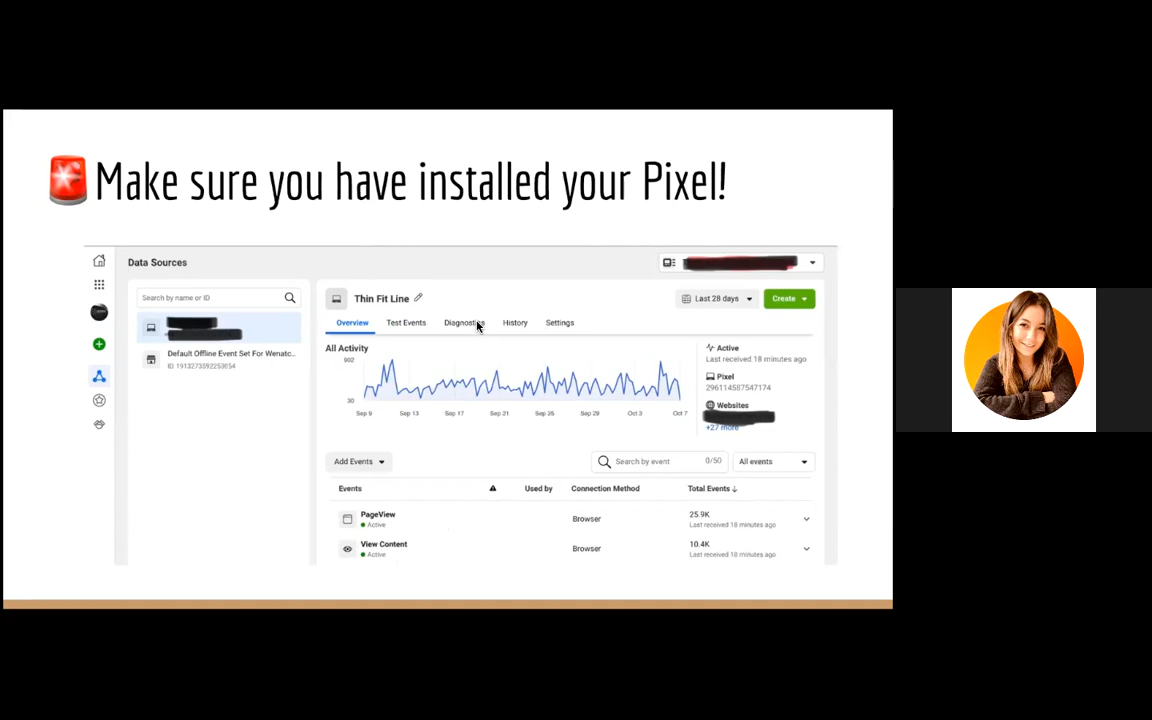 🚨Make sure you have installed your Pixel!
Data Sources
Search by name or ID
Default Offline Event Set For Wenatc...
ID: 1913273592253054
Thin Fit Line
Last 28 days
Create
Overview
Test Events
Diagnostics
History
Settings
All Activity
902
30
Sep 9
Sep 13
Sep 17
Sep 21
Sep 25
Sep 29
Oct 3
Oct 7
Active
Last received 18 minutes ago
Pixel
296114587547174
Websites
+27 more
Add Events
Search by event
0/50
All events
Events
Used by
Connection Method
Total Events ↓
PageView
Active
Browser
25.9K
Last received 18 minutes ago
View Content
Active
Browser
10.4K
Last received 18 minutes ago